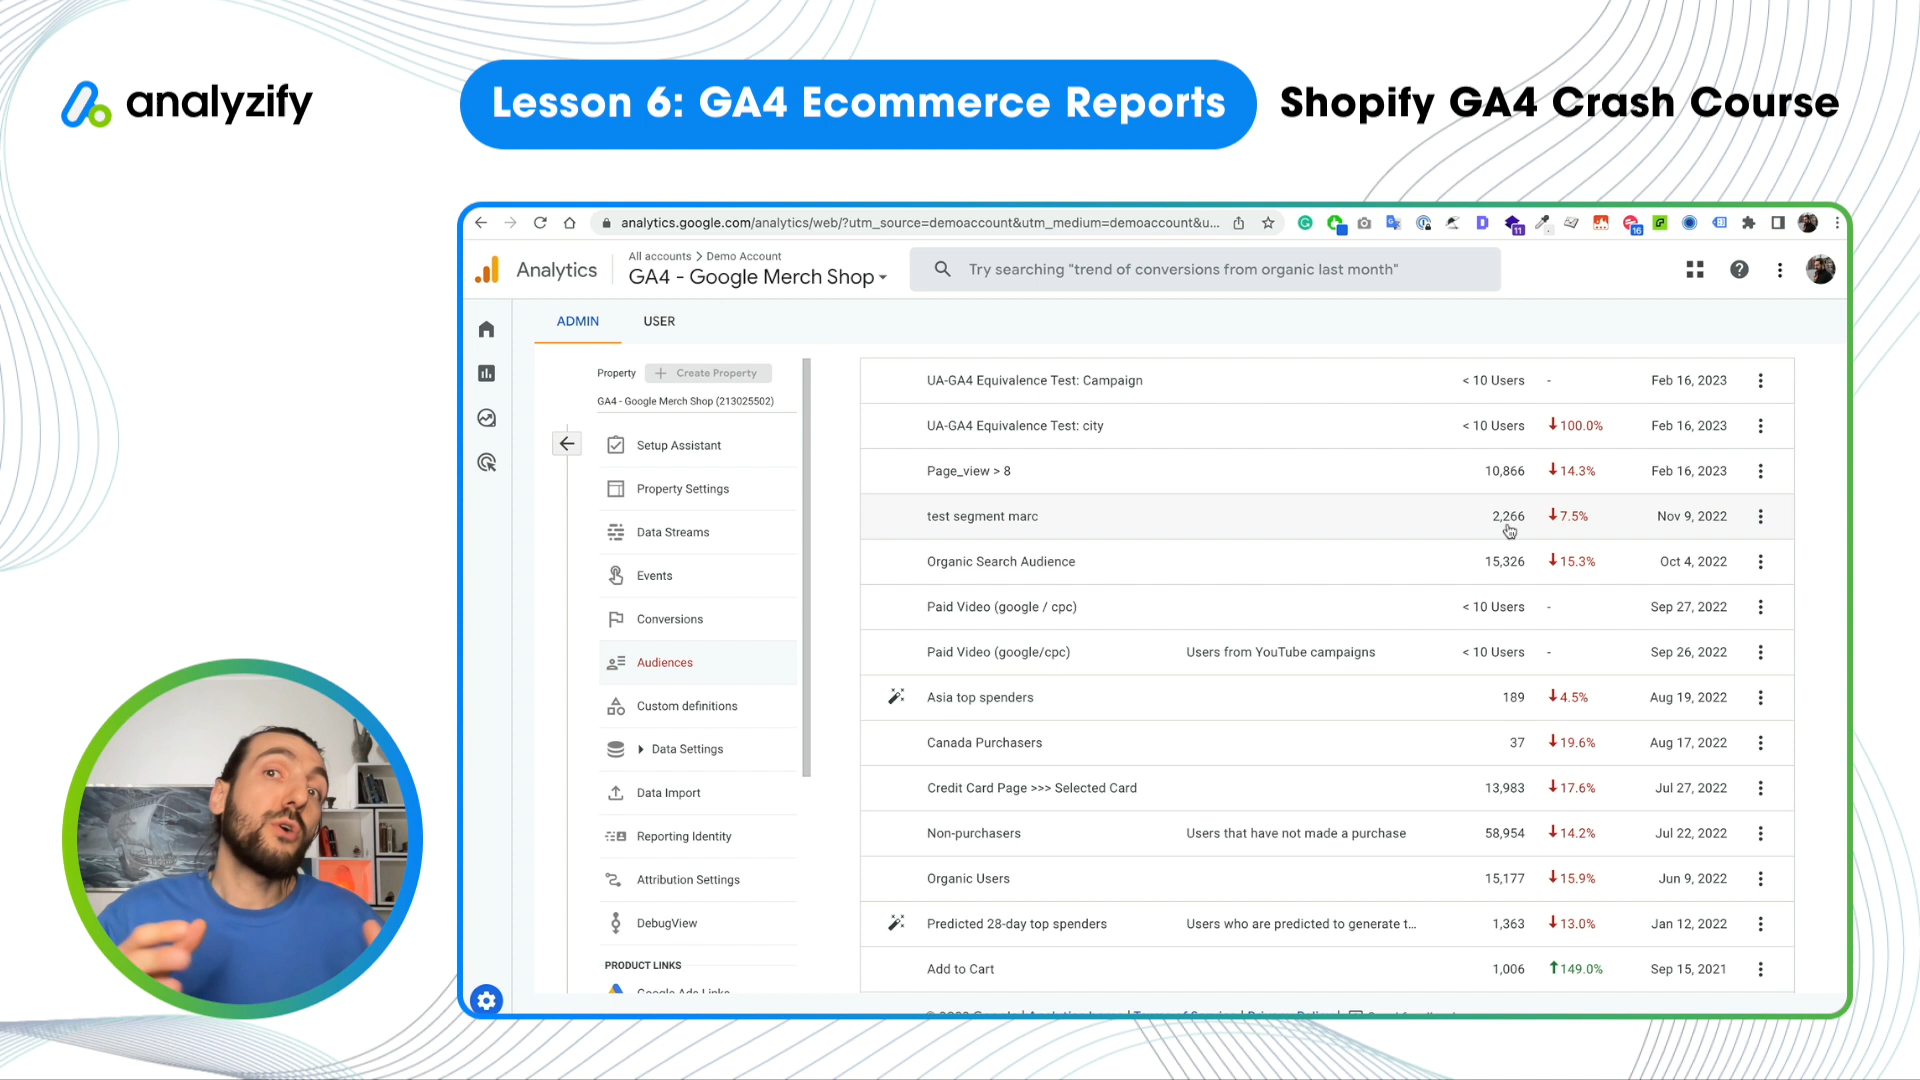 analyzify
Lesson 6: GA4 Ecommerce Reports
Shopify GA4 Crash Course
analytics.google.com/analytics/web/?utm_source=demoaccount&utm_medium=demoaccount&u...
11
16
Analytics
All accounts > Demo Account
GA4 - Google Merch Shop
Try searching "trend of conversions from organic last month"
ADMIN
USER
Property
Create Property
GA4 - Google Merch Shop (213025502)
Setup Assistant
Property Settings
Data Streams
Events
Conversions
Audiences
Custom definitions
Data Settings
Data Import
Reporting Identity
Attribution Settings
DebugView
PRODUCT LINKS
Google Ads Links
UA-GA4 Equivalence Test: Campaign < 10 Users - Feb 16, 2023
UA-GA4 Equivalence Test: city < 10 Users 100.0% Feb 16, 2023
Page_view > 8 10,866 14.3% Feb 16, 2023
test segment marc 2,266 7.5% Nov 9, 2022
Organic Search Audience 15,326 15.3% Oct 4, 2022
Paid Video (google / cpc) < 10 Users - Sep 27, 2022
Paid Video (google/cpc) Users from YouTube campaigns < 10 Users - Sep 26, 2022
Asia top spenders 189 4.5% Aug 19, 2022
Canada Purchasers 37 19.6% Aug 17, 2022
Credit Card Page >>> Selected Card 13,983 17.6% Jul 27, 2022
Non-purchasers Users that have not made a purchase 58,954 14.2% Jul 22, 2022
Organic Users 15,177 15.9% Jun 9, 2022
Predicted 28-day top spenders Users who are predicted to generate t... 1,363 13.0% Jan 12, 2022
Add to Cart 1,006 149.0% Sep 15, 2021